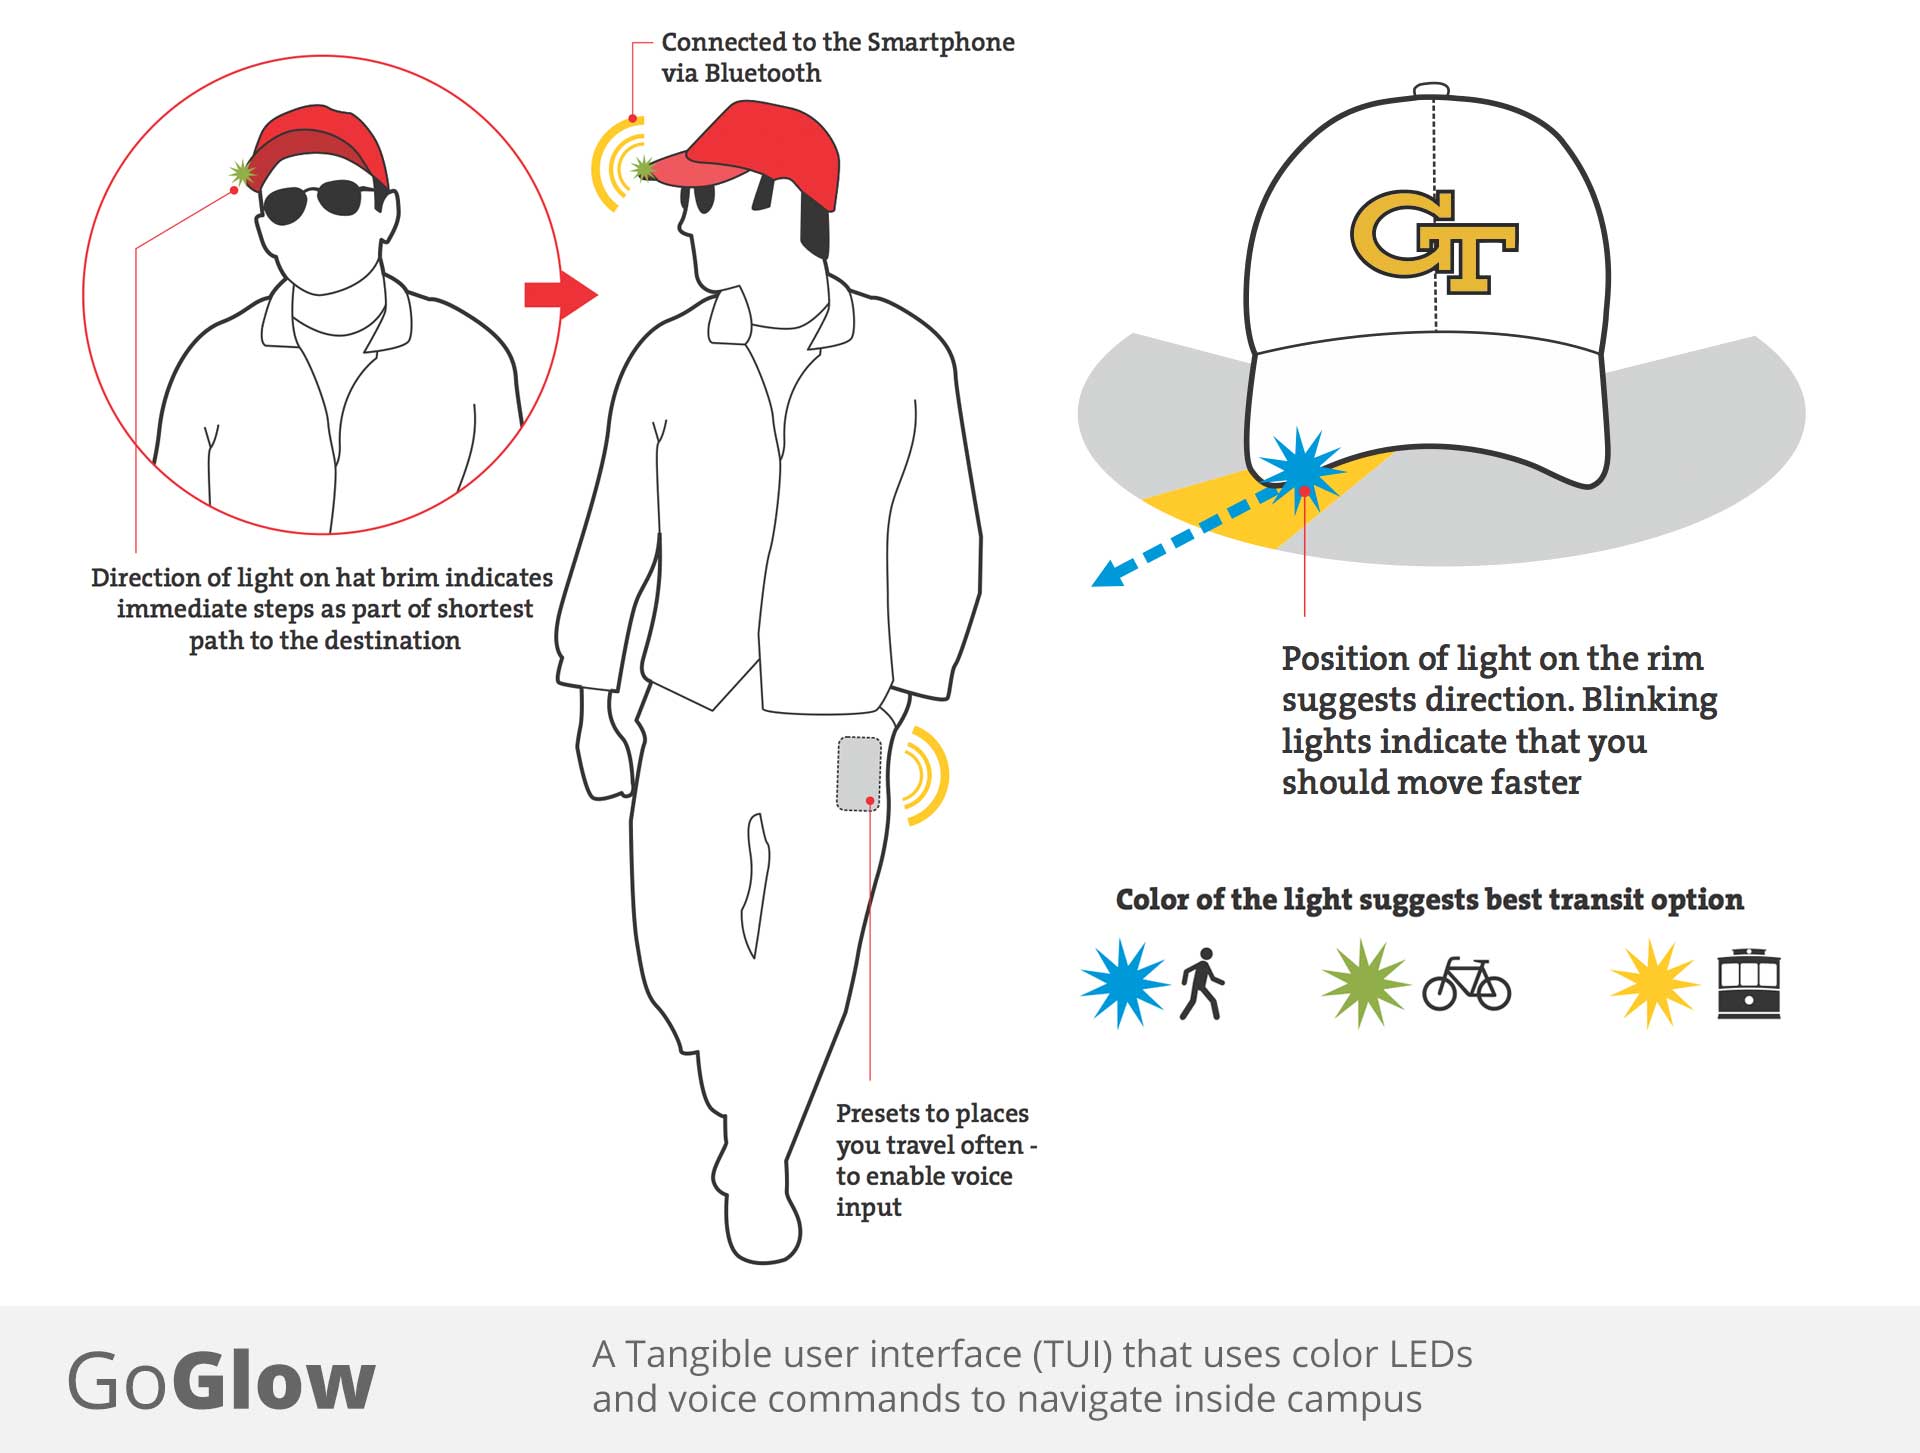 Connected to the Smartphone
via Bluetooth
Direction of light on hat brim indicates
immediate steps as part of shortest
path to the destination
GT
Position of light on the rim
suggests direction. Blinking
lights indicate that you
should move faster
Color of the light suggests best transit option
Presets to places
you travel often -
to enable voice
input
GoGlow
A Tangible user interface (TUI) that uses color LEDs
and voice commands to navigate inside campus